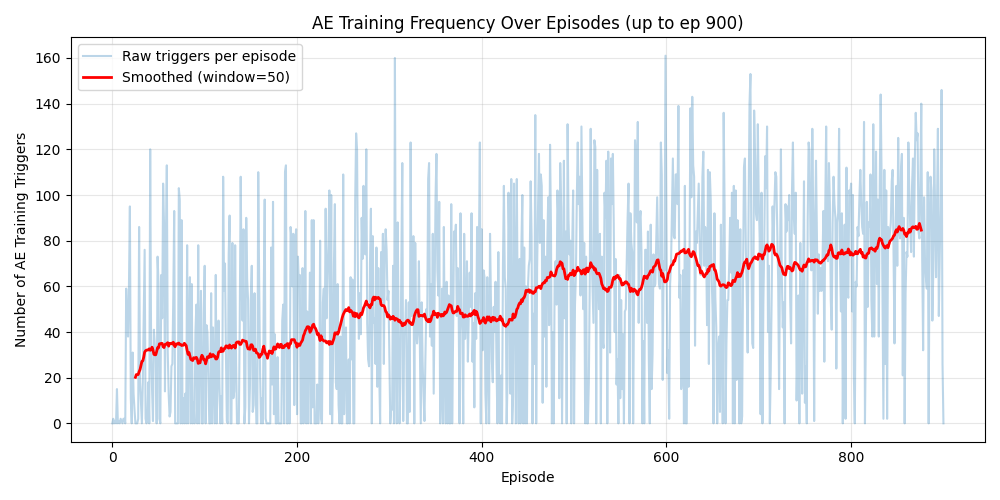 AE Training Frequency Over Episodes (up to ep 900)
Raw triggers per episode
Smoothed (window=50)
Number of AE Training Triggers
160
140
120
100
80
60
40
20
0
0 200 400 600 800
Episode